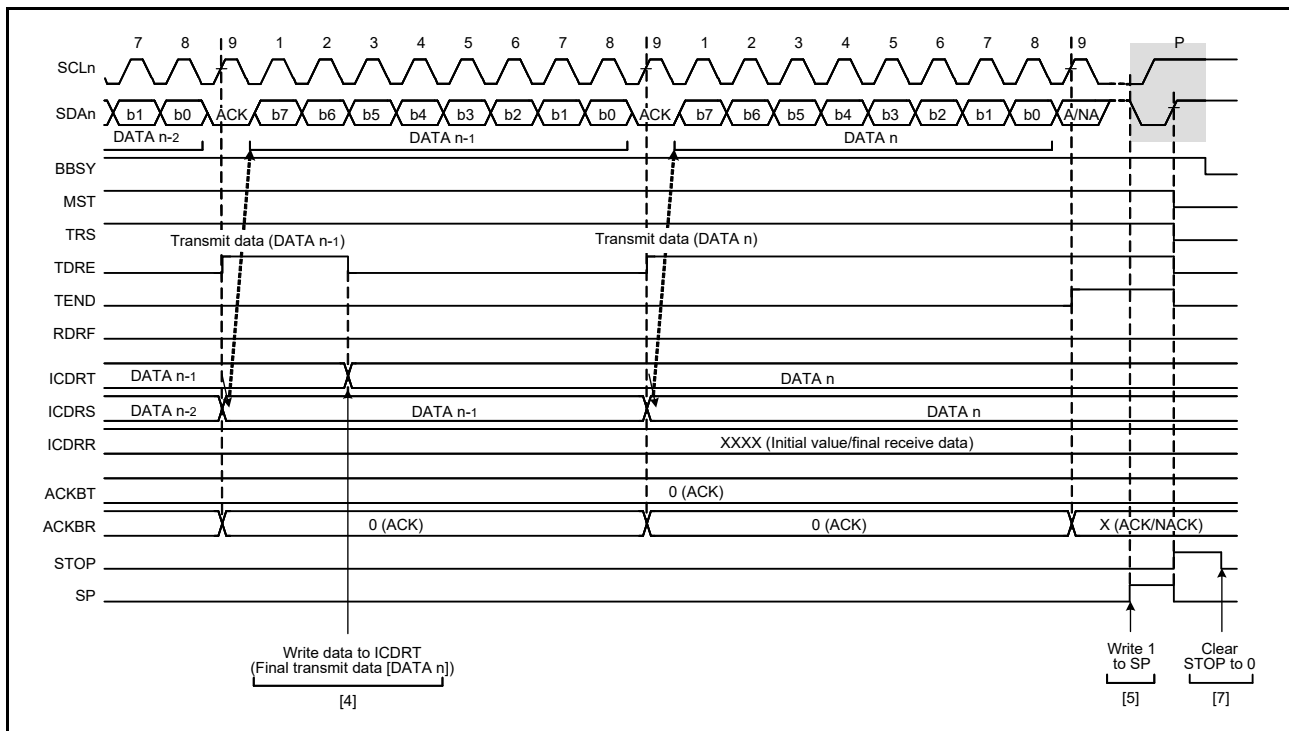 7 8 9 1 2 3 4 5 6 7 8 9 1 2 3 4 5 6 7 8 9 P
SCLn
SDAn b1 b0 ACK b7 b6 b5 b4 b3 b2 b1 b0 ACK b7 b6 b5 b4 b3 b2 b1 b0 A/NA
DATA n-2 DATA n-1 DATA n
BBSY
MST
TRS
Transmit data (DATA n-1) Transmit data (DATA n)
TDRE
TEND
RDRF
ICDRT DATA n-1 DATA n
ICDRS DATA n-2 DATA n-1 DATA n
ICDRR XXXX (Initial value/final receive data)
ACKBT 0 (ACK)
ACKBR 0 (ACK) 0 (ACK) X (ACK/NACK)
STOP
SP
Write data to ICDRT
(Final transmit data [DATA n])
[4]
Write 1
to SP
[5]
Clear
STOP to 0
[7]